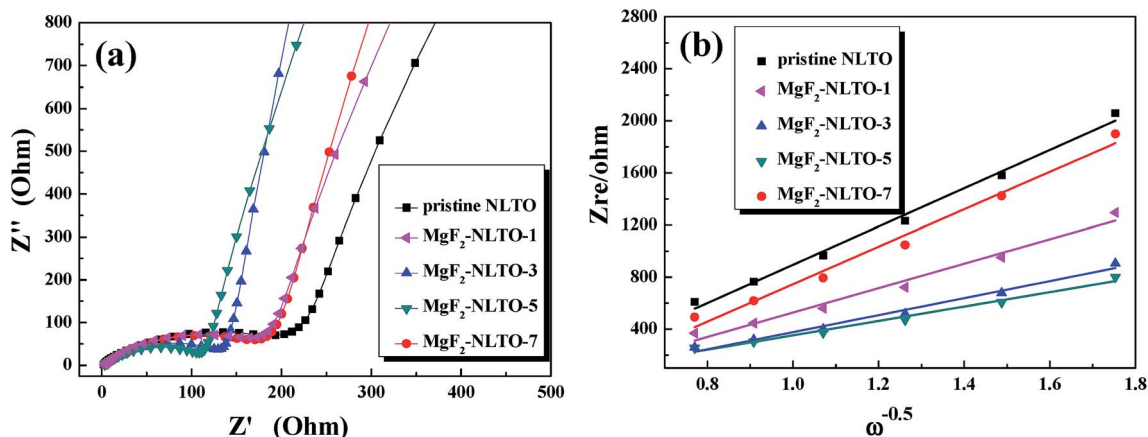 (a)
800
700
600
500
400
300
200
100
0
Z'' (Ohm)
0 100 200 300 400 500
Z' (Ohm)
pristine NLTO
MgF₂-NLTO-1
MgF₂-NLTO-3
MgF₂-NLTO-5
MgF₂-NLTO-7
(b)
2800
2400
2000
1600
1200
800
400
Zre/ohm
0.8 1.0 1.2 1.4 1.6 1.8
ω^-0.5
pristine NLTO
MgF₂-NLTO-1
MgF₂-NLTO-3
MgF₂-NLTO-5
MgF₂-NLTO-7